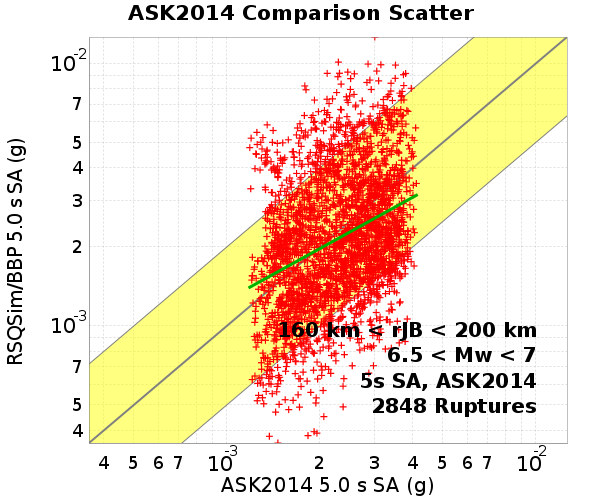 ASK2014 Comparison Scatter
RSQSim/BBP 5.0 s SA (g)
10-2
7
5
4
3
2
10-3
7
5
4
160 km < rJB < 200 km
6.5 < Mw < 7
5s SA, ASK2014
2848 Ruptures
4 5 6 7 10-3 2 3 4 5 6 7 10-2
ASK2014 5.0 s SA (g)